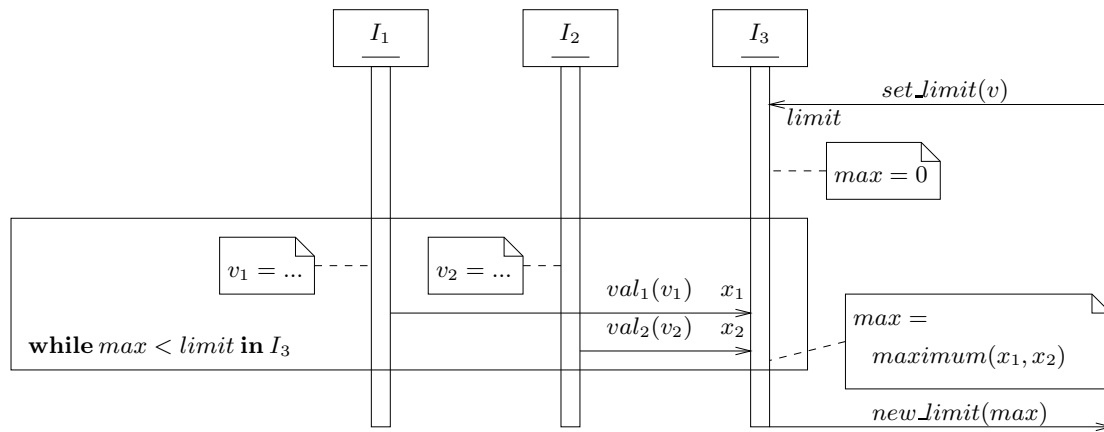 I₁ I₂ I₃
set_limit(v)
limit
max = 0
v₁ = ... v₂ = ...
val₁(v₁) x₁
val₂(v₂) x₂
max =
maximum(x₁, x₂)
while max < limit in I₃
new_limit(max)